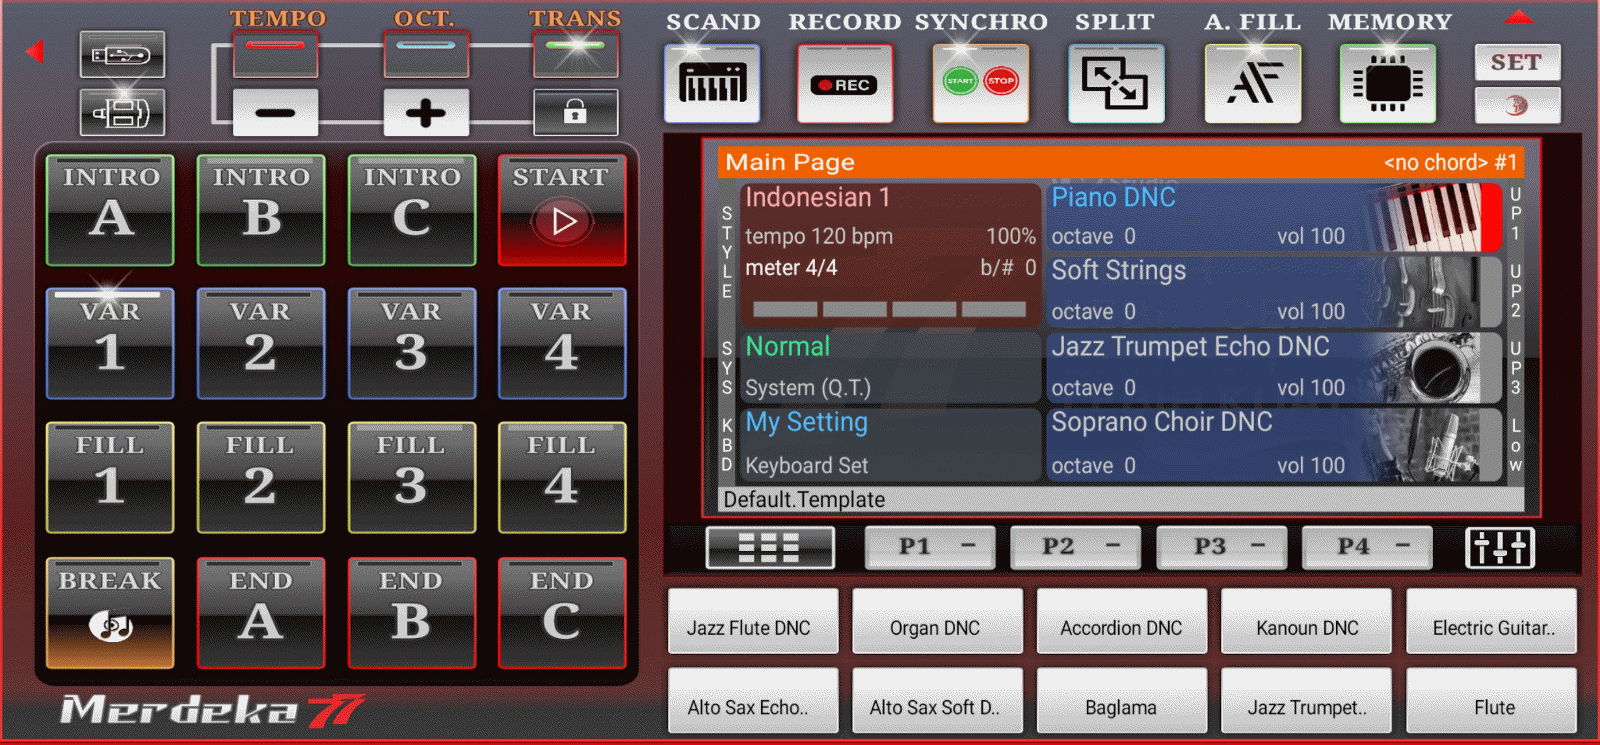 TEMPO OCT. TRANS
SCAND RECORD SYNCHRO SPLIT A. FILL MEMORY
REC START STOP AF
SET
INTRO A
INTRO B
INTRO C
START
VAR 1
VAR 2
VAR 3
VAR 4
FILL 1
FILL 2
FILL 3
FILL 4
BREAK
END A
END B
END C
Merdeka 77
Main Page <no chord> #1
STYLE
Indonesian 1
tempo 120 bpm 100%
meter 4/4 b/# 0
SYS
Normal
System (Q.T.)
KBD
My Setting
Keyboard Set
Piano DNC
octave 0 vol 100
UP1
Soft Strings
octave 0 vol 100
UP2
Jazz Trumpet Echo DNC
octave 0 vol 100
UP3
Soprano Choir DNC
octave 0 vol 100
Low
Default.Template
P1 - P2 - P3 - P4 -
Jazz Flute DNC Organ DNC Accordion DNC Kanoun DNC Electric Guitar..
Alto Sax Echo.. Alto Sax Soft D.. Baglama Jazz Trumpet.. Flute